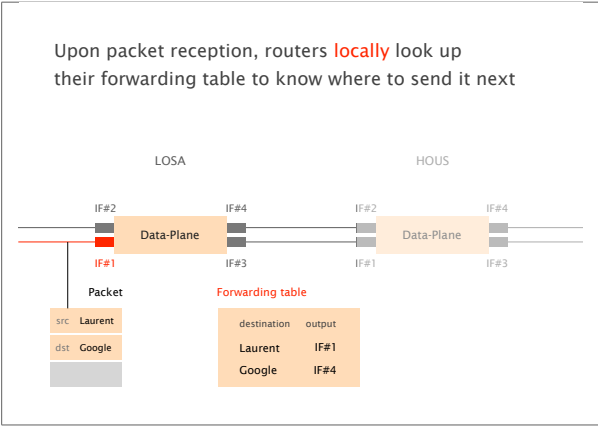 Upon packet reception, routers locally look up
their forwarding table to know where to send it next
LOSA
HOUS
IF#2
IF#4
IF#2
IF#4
Data-Plane
Data-Plane
IF#1
IF#3
IF#1
IF#3
Packet
Forwarding table
src Laurent
dst Google
destination output
Laurent IF#1
Google IF#4